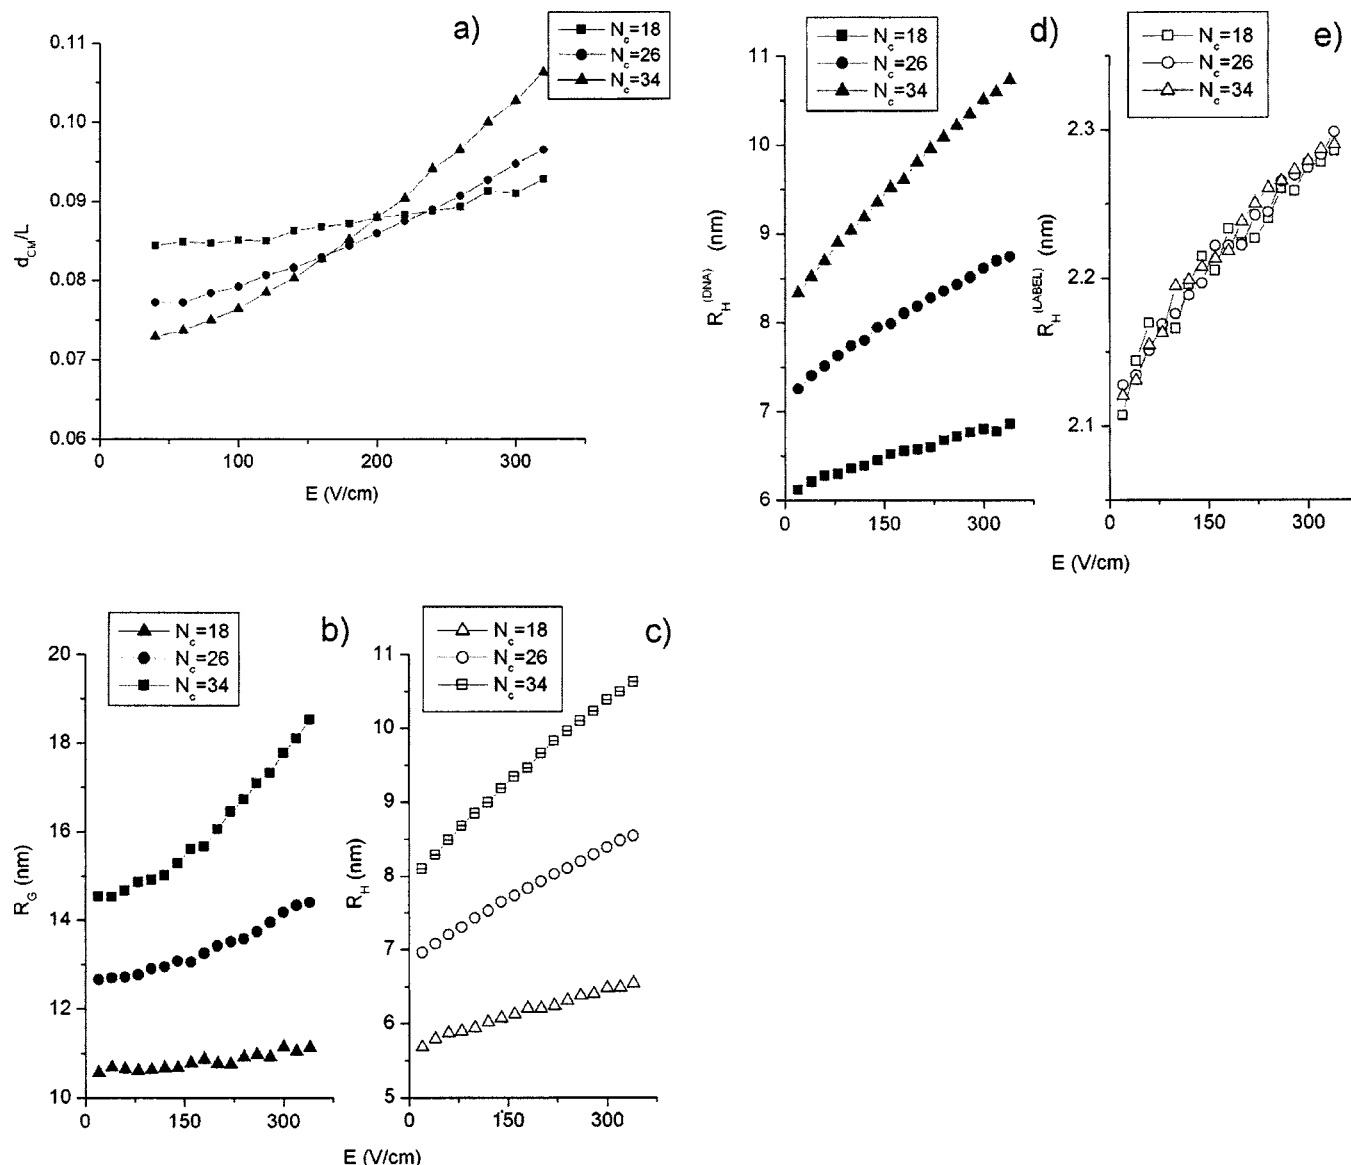 a)
N_c=18
N_c=26
N_c=34
0.11
0.10
0.09
0.08
0.07
0.06
d_CM/L
0 100 200 300
E (V/cm)
d)
N_c=18
N_c=26
N_c=34
11
10
9
8
7
6
R_H^(DNA) (nm)
0 150 300
e)
N_c=18
N_c=26
N_c=34
2.3
2.2
2.1
R_H^(LABEL) (nm)
0 150 300
E (V/cm)
b)
N_c=18
N_c=26
N_c=34
20
18
16
14
12
10
R_G (nm)
0 150 300
c)
N_c=18
N_c=26
N_c=34
11
10
9
8
7
6
5
R_H (nm)
0 150 300
E (V/cm)